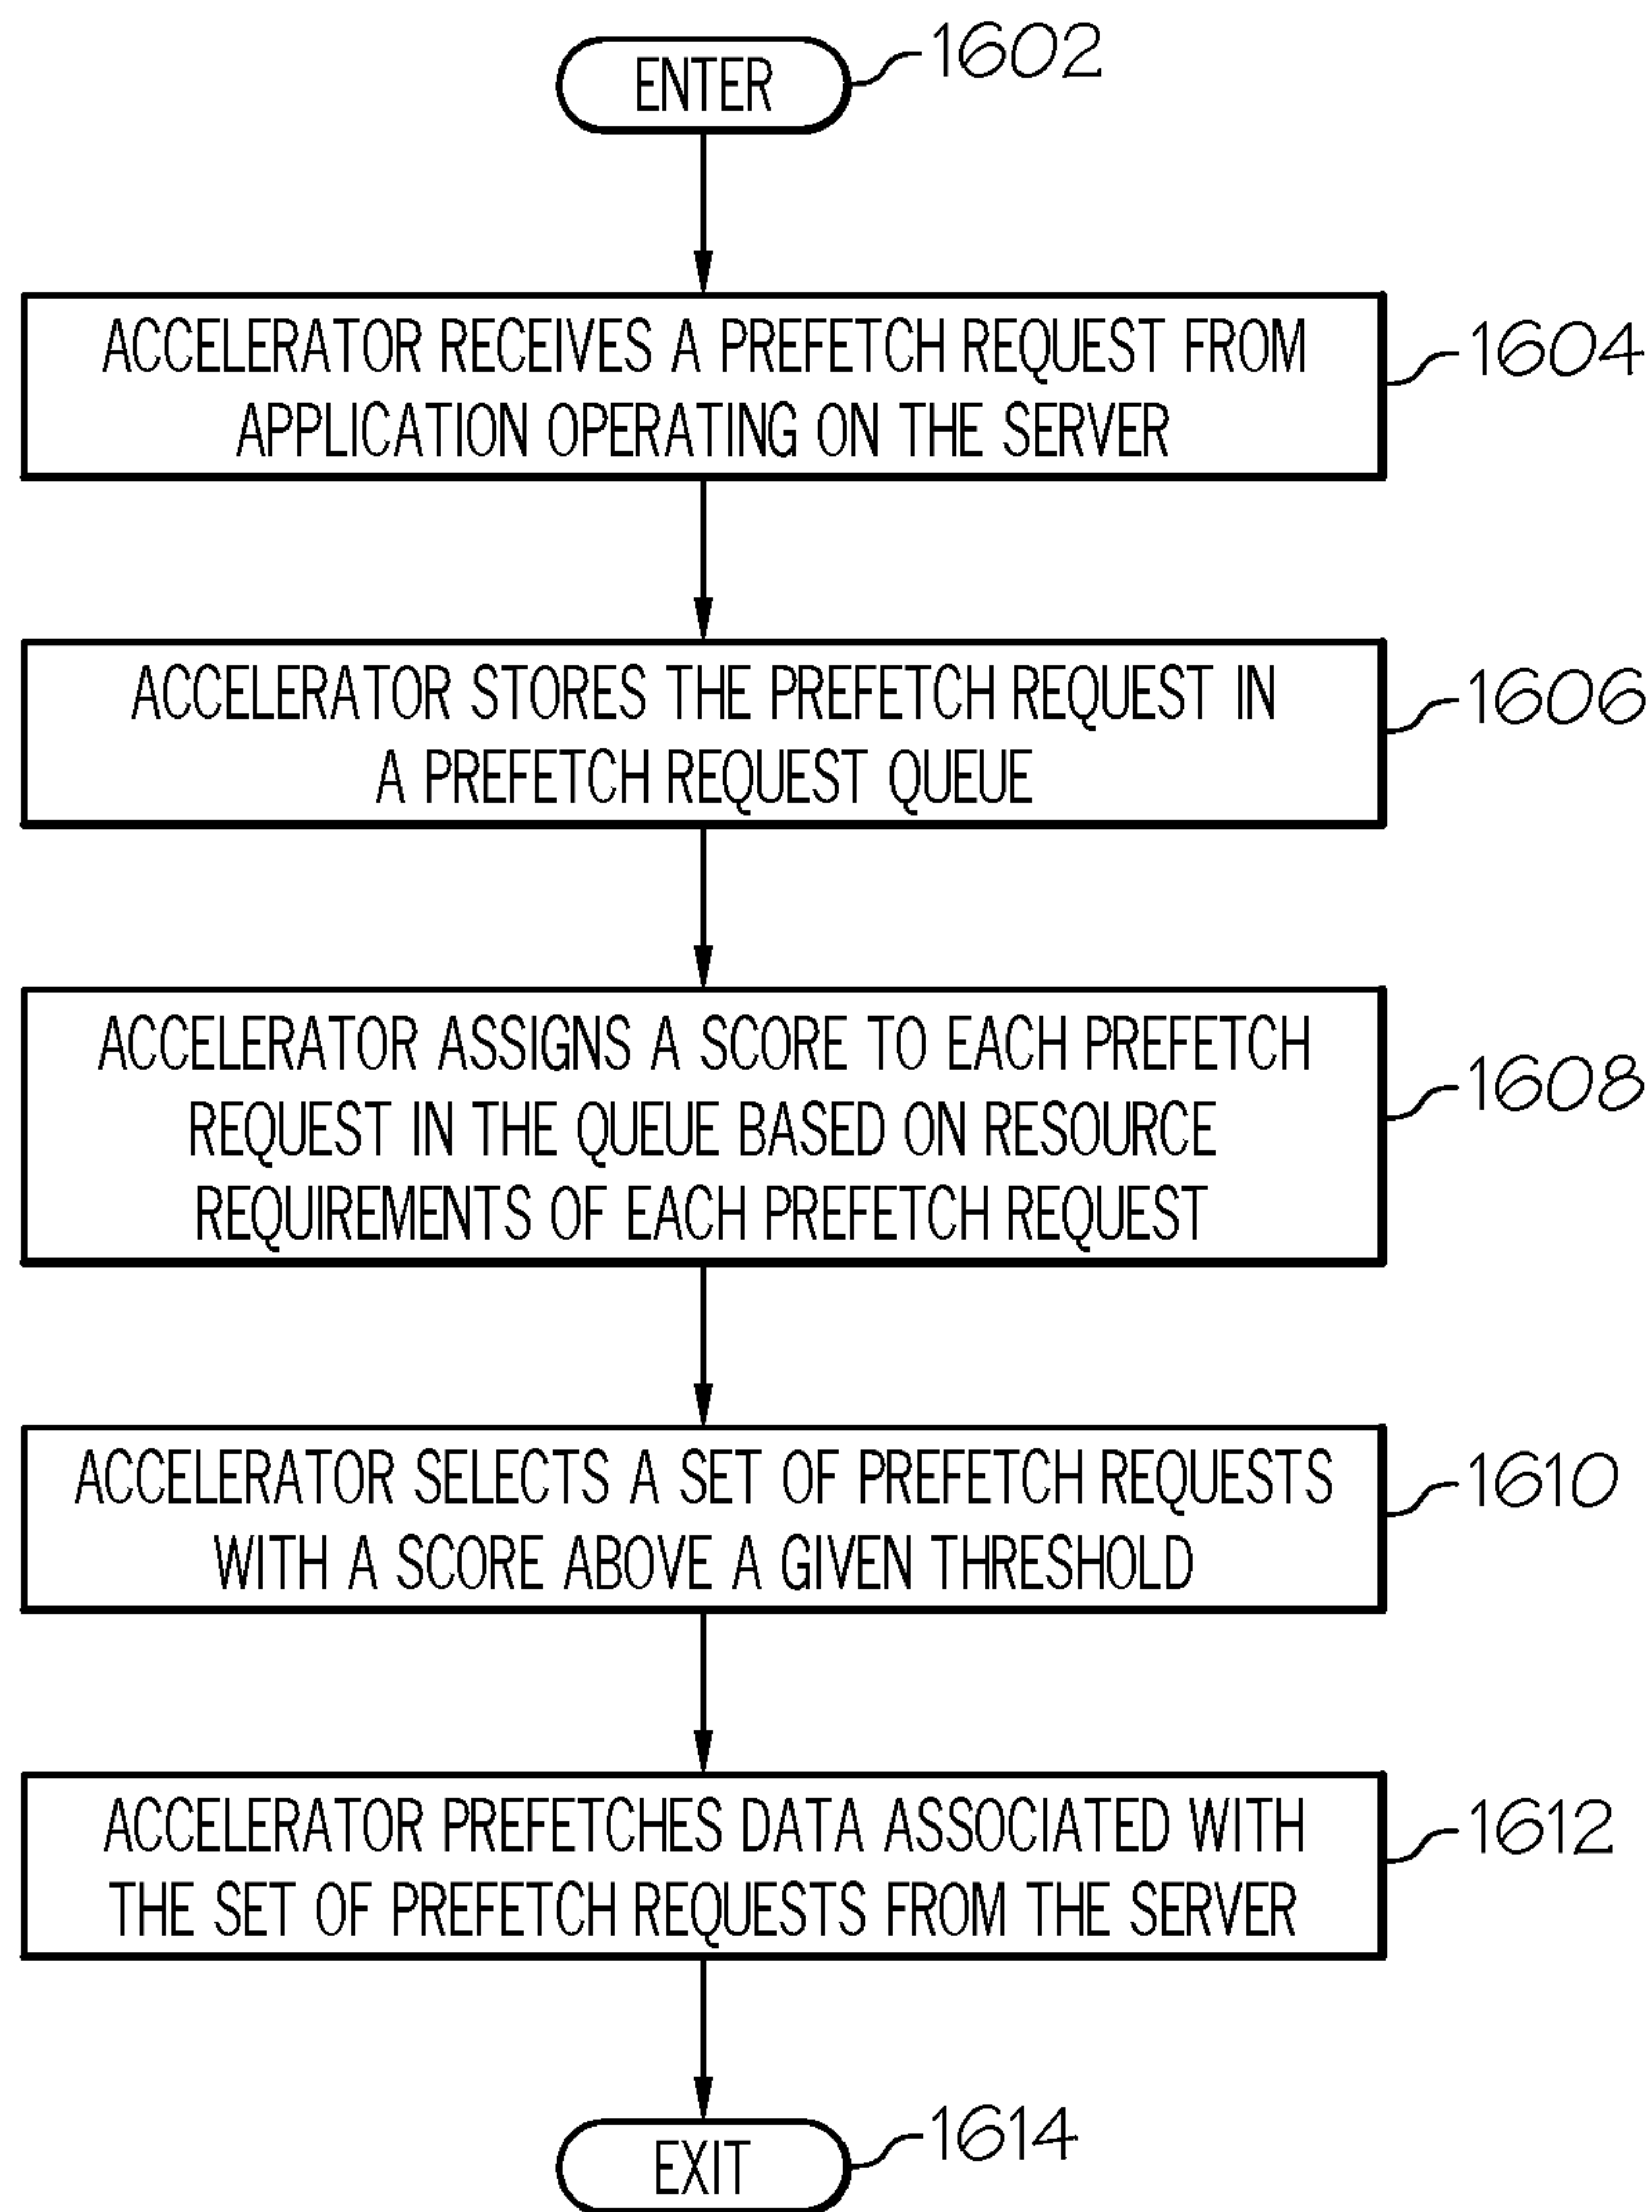 ENTER
1602
ACCELERATOR RECEIVES A PREFETCH REQUEST FROM
APPLICATION OPERATING ON THE SERVER
1604
ACCELERATOR STORES THE PREFETCH REQUEST IN
A PREFETCH REQUEST QUEUE
1606
ACCELERATOR ASSIGNS A SCORE TO EACH PREFETCH
REQUEST IN THE QUEUE BASED ON RESOURCE
REQUIREMENTS OF EACH PREFETCH REQUEST
1608
ACCELERATOR SELECTS A SET OF PREFETCH REQUESTS
WITH A SCORE ABOVE A GIVEN THRESHOLD
1610
ACCELERATOR PREFETCHES DATA ASSOCIATED WITH
THE SET OF PREFETCH REQUESTS FROM THE SERVER
1612
EXIT
1614